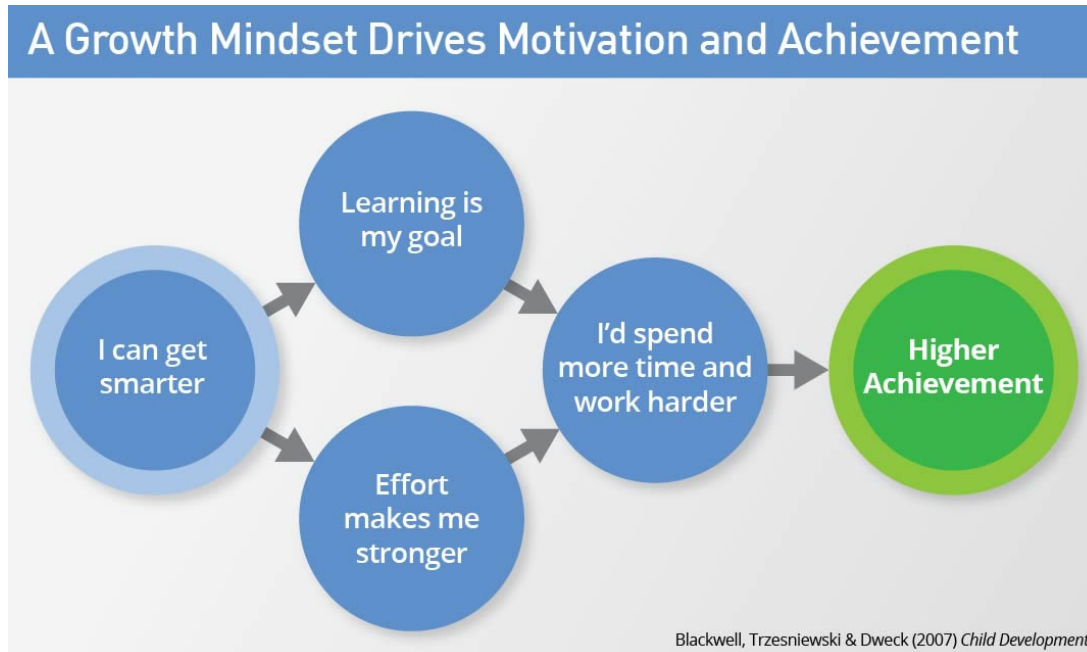 A Growth Mindset Drives Motivation and Achievement
I can get
smarter
Learning is
my goal
Effort
makes me
stronger
I'd spend
more time and
work harder
Higher
Achievement
Blackwell, Trzesniewski & Dweck (2007) Child Development